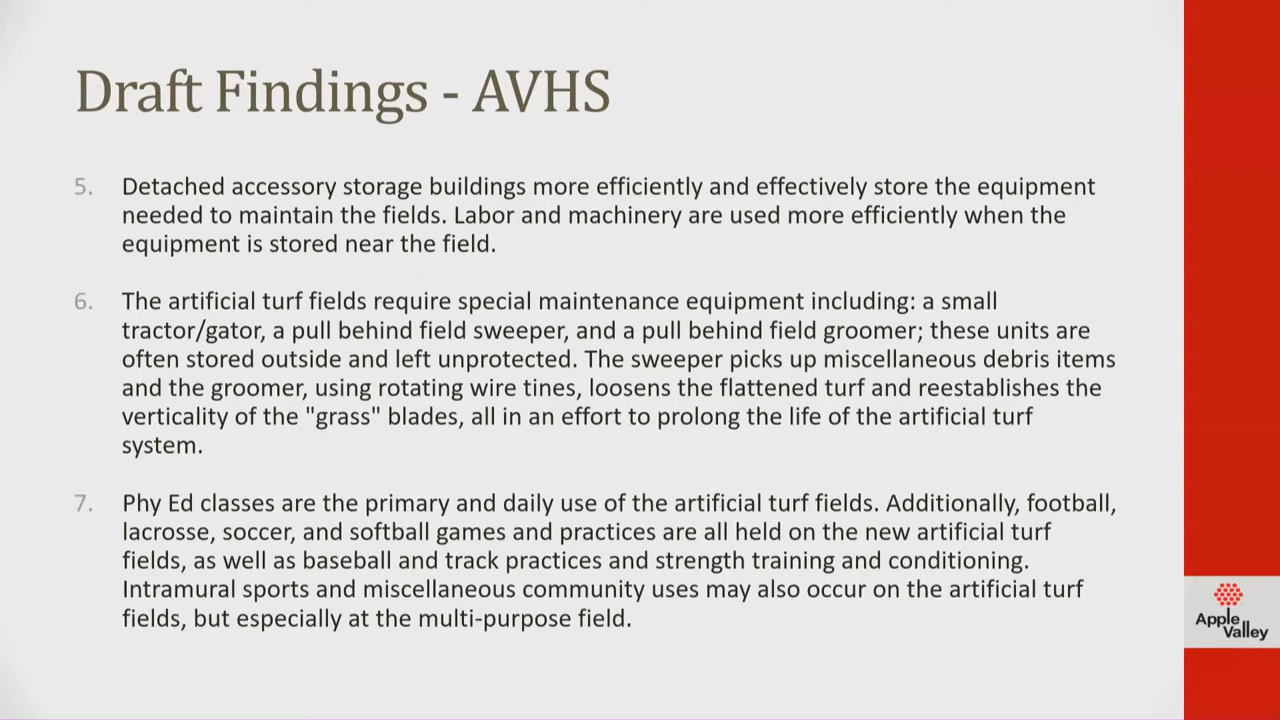 Draft Findings - AVHS
5. Detached accessory storage buildings more efficiently and effectively store the equipment
needed to maintain the fields. Labor and machinery are used more efficiently when the
equipment is stored near the field.
6. The artificial turf fields require special maintenance equipment including: a small
tractor/gator, a pull behind field sweeper, and a pull behind field groomer; these units are
often stored outside and left unprotected. The sweeper picks up miscellaneous debris items
and the groomer, using rotating wire tines, loosens the flattened turf and reestablishes the
verticality of the "grass" blades, all in an effort to prolong the life of the artificial turf
system.
7. Phy Ed classes are the primary and daily use of the artificial turf fields. Additionally, football,
lacrosse, soccer, and softball games and practices are all held on the new artificial turf
fields, as well as baseball and track practices and strength training and conditioning.
Intramural sports and miscellaneous community uses may also occur on the artificial turf
fields, but especially at the multi-purpose field.
Apple
Valley